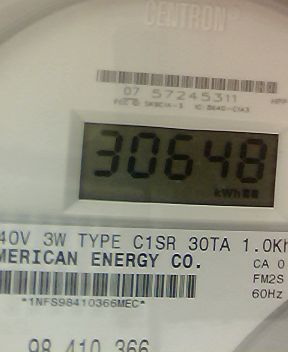 CENTRON®
07 57245311
30648
kWh
40V 3W TYPE C1SR 30TA 1.0Kh
MERICAN ENERGY CO.
CA 0
FM2S
60Hz
*1NFS98410366MEC*
98 410 366